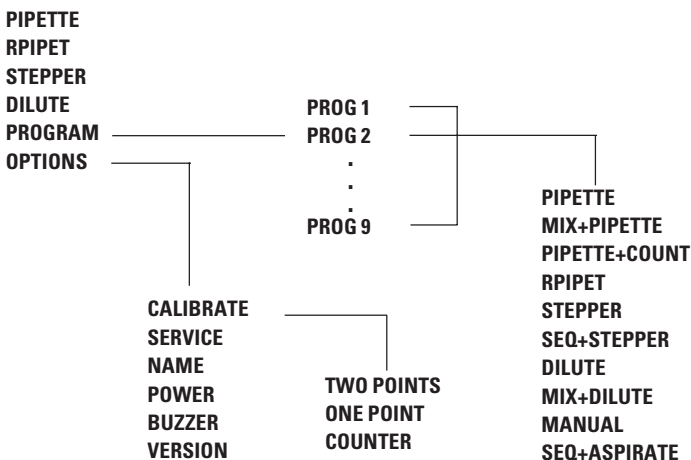 PIPETTE
RPIPET
STEPPER
DILUTE
PROGRAM
OPTIONS
PROG 1
PROG 2
.
.
.
PROG 9
PIPETTE
MIX+PIPETTE
PIPETTE+COUNT
RPIPET
STEPPER
SEQ+STEPPER
DILUTE
MIX+DILUTE
MANUAL
SEQ+ASPIRATE
CALIBRATE
SERVICE
NAME
POWER
BUZZER
VERSION
TWO POINTS
ONE POINT
COUNTER